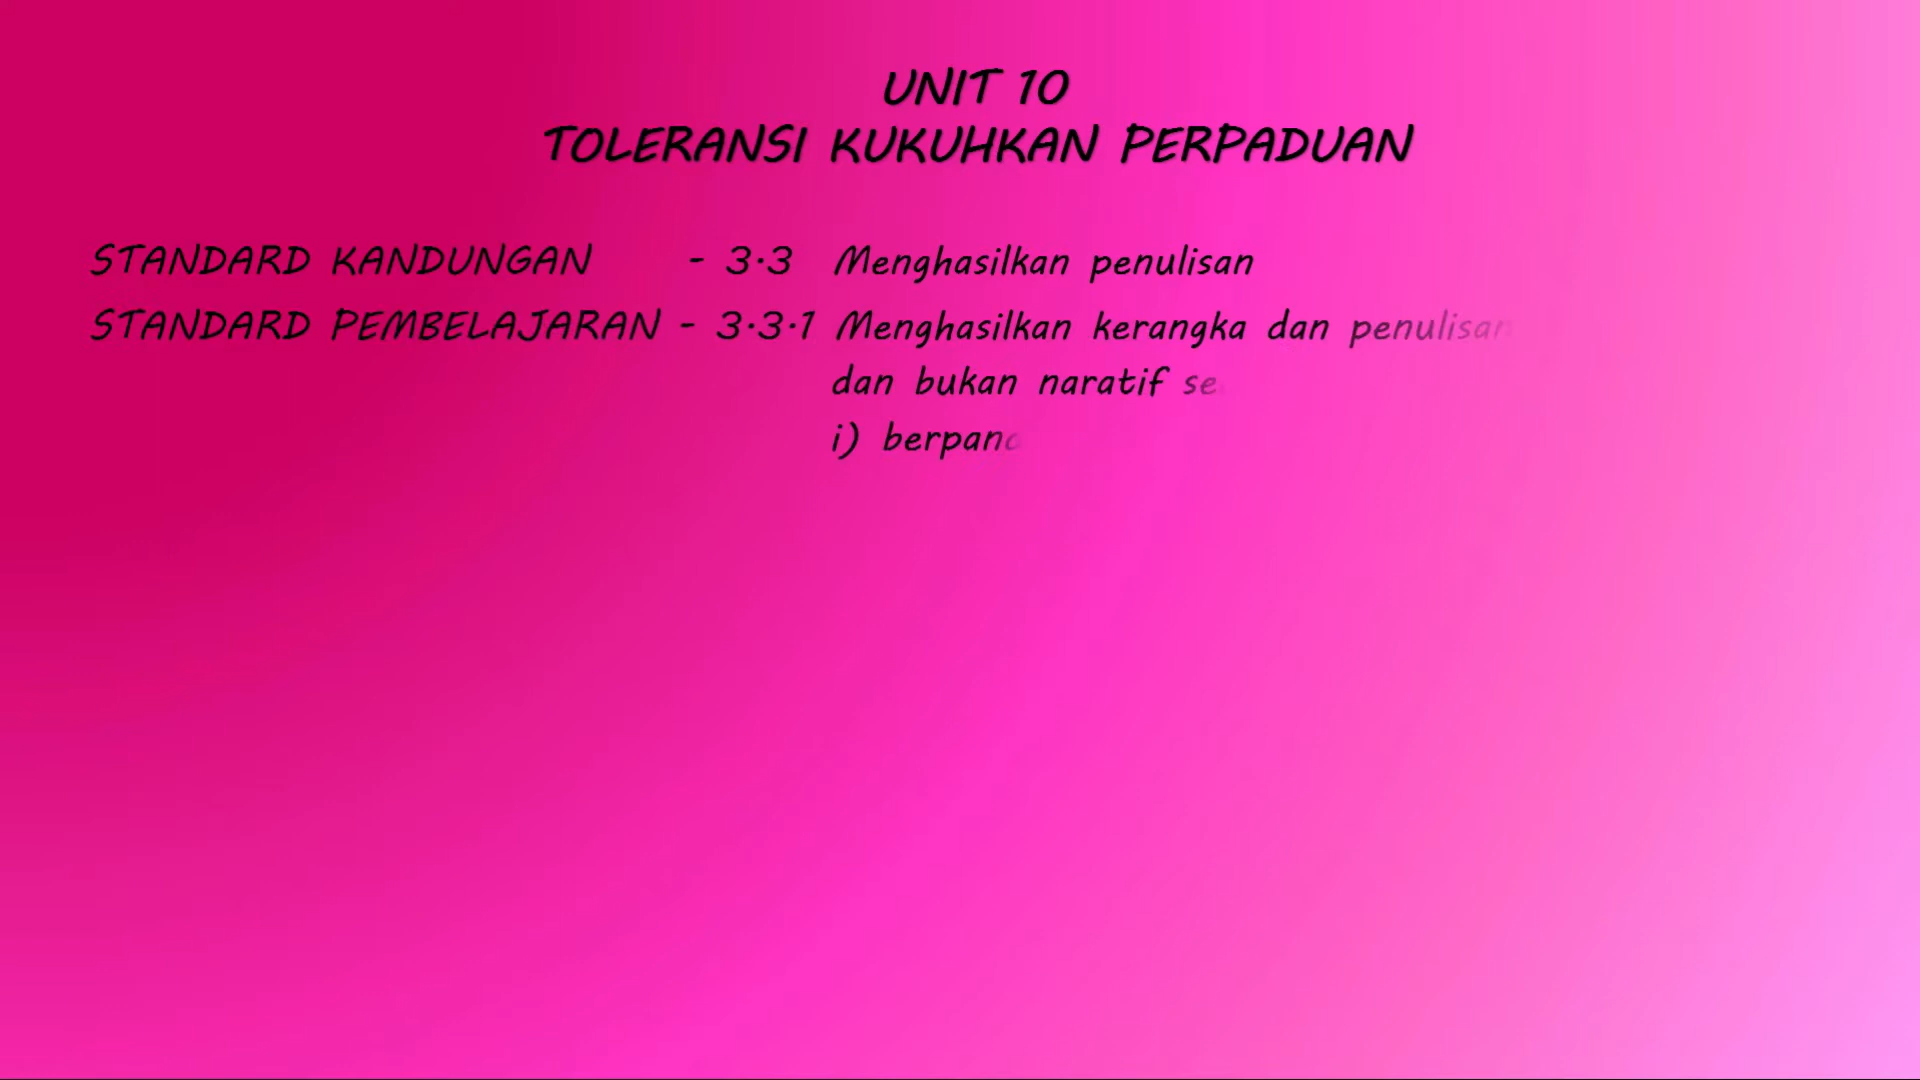 UNIT 10
TOLERANSI KUKUHKAN PERPADUAN
STANDARD KANDUNGAN - 3.3 Menghasilkan penulisan
STANDARD PEMBELAJARAN - 3.3.1 Menghasilkan kerangka dan penulisan
dan bukan naratif
i)